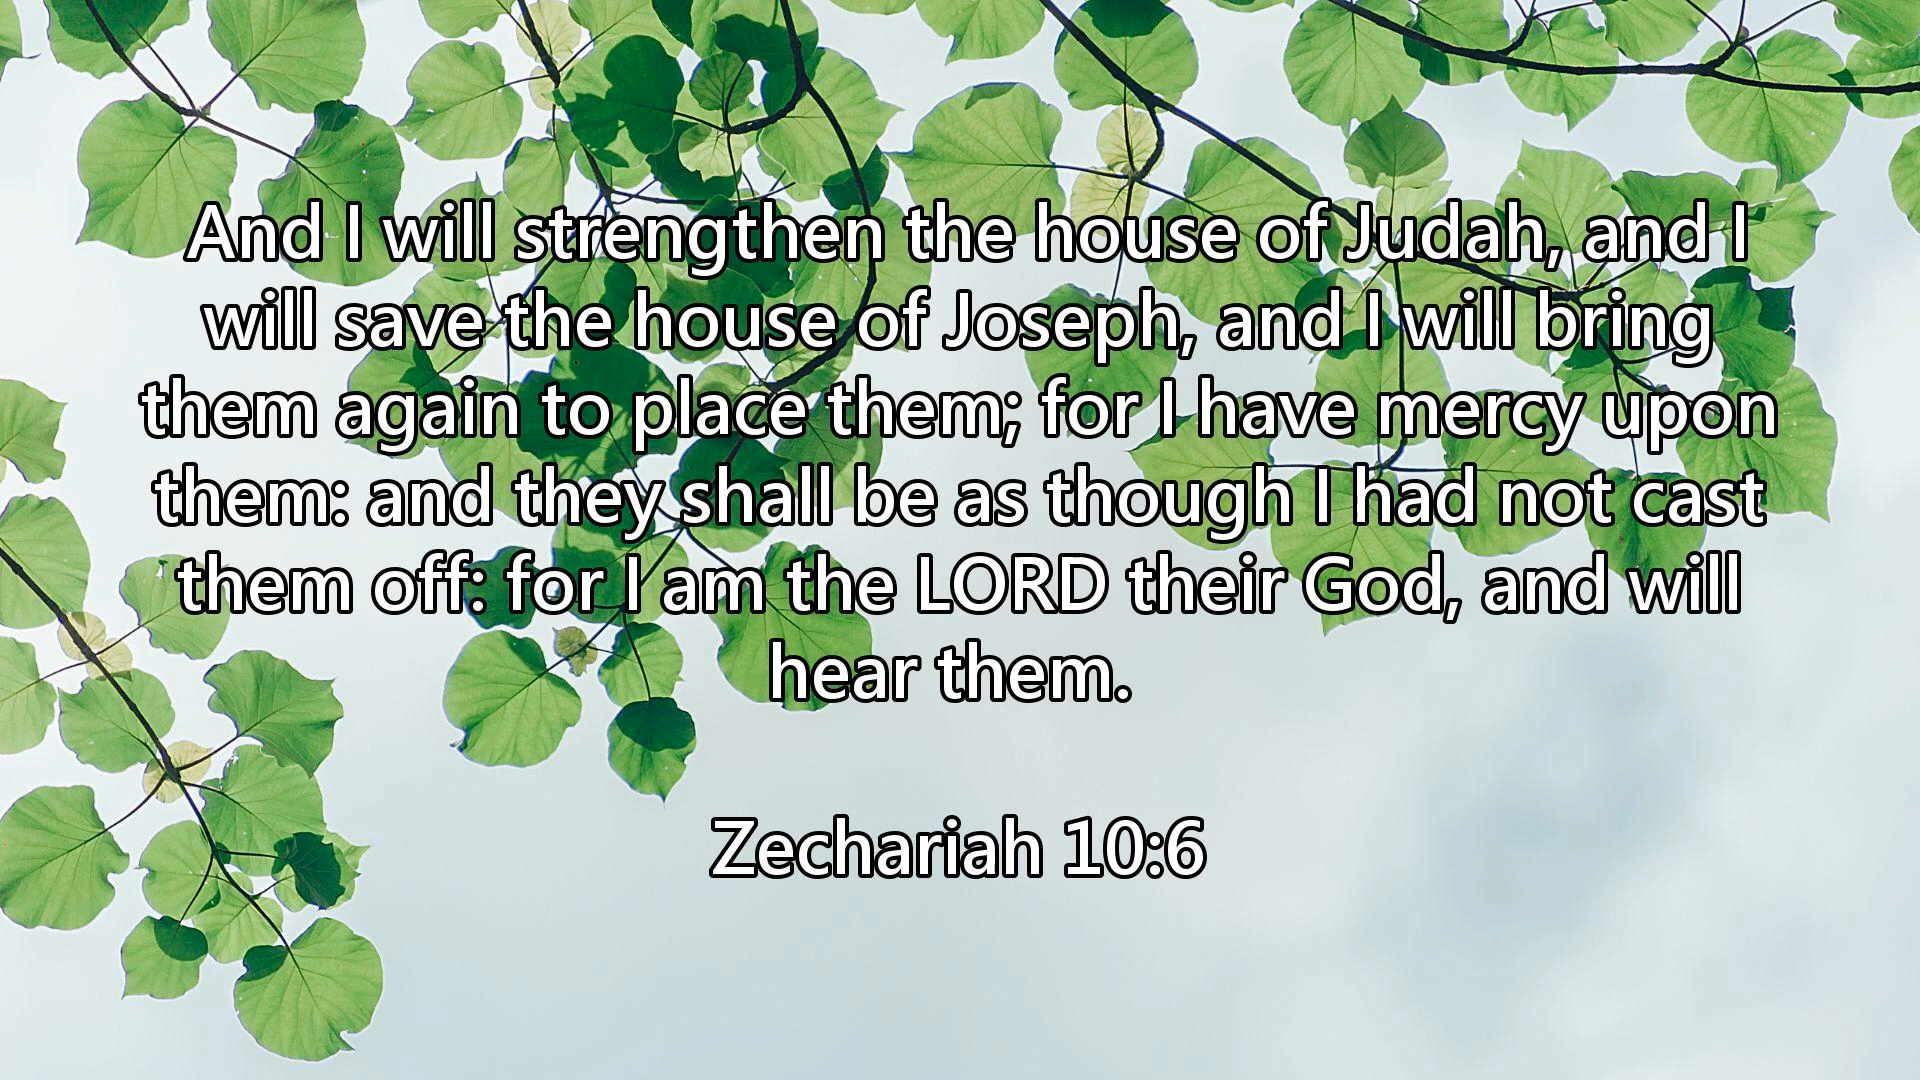 And I will strengthen the house of Judah, and I
will save the house of Joseph, and I will bring
them again to place them; for I have mercy upon
them: and they shall be as though I had not cast
them off: for I am the LORD their God, and will
hear them.
Zechariah 10:6